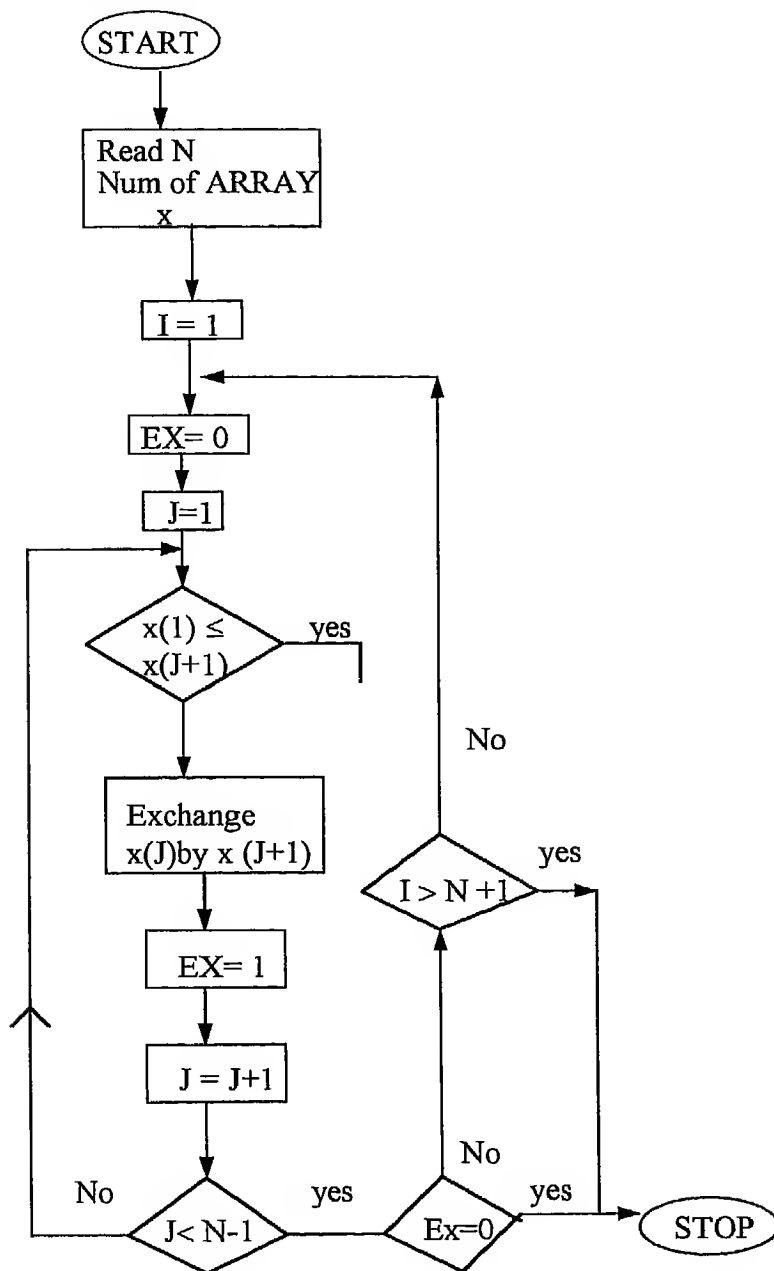 START
Read N
Num of ARRAY
x
I = 1
EX= 0
J=1
x(1) ≤
x(J+1)
yes
Exchange
x(J)by x (J+1)
EX= 1
J = J+1
J< N-1
No
yes
Ex=0
No
yes
I > N +1
No
yes
STOP